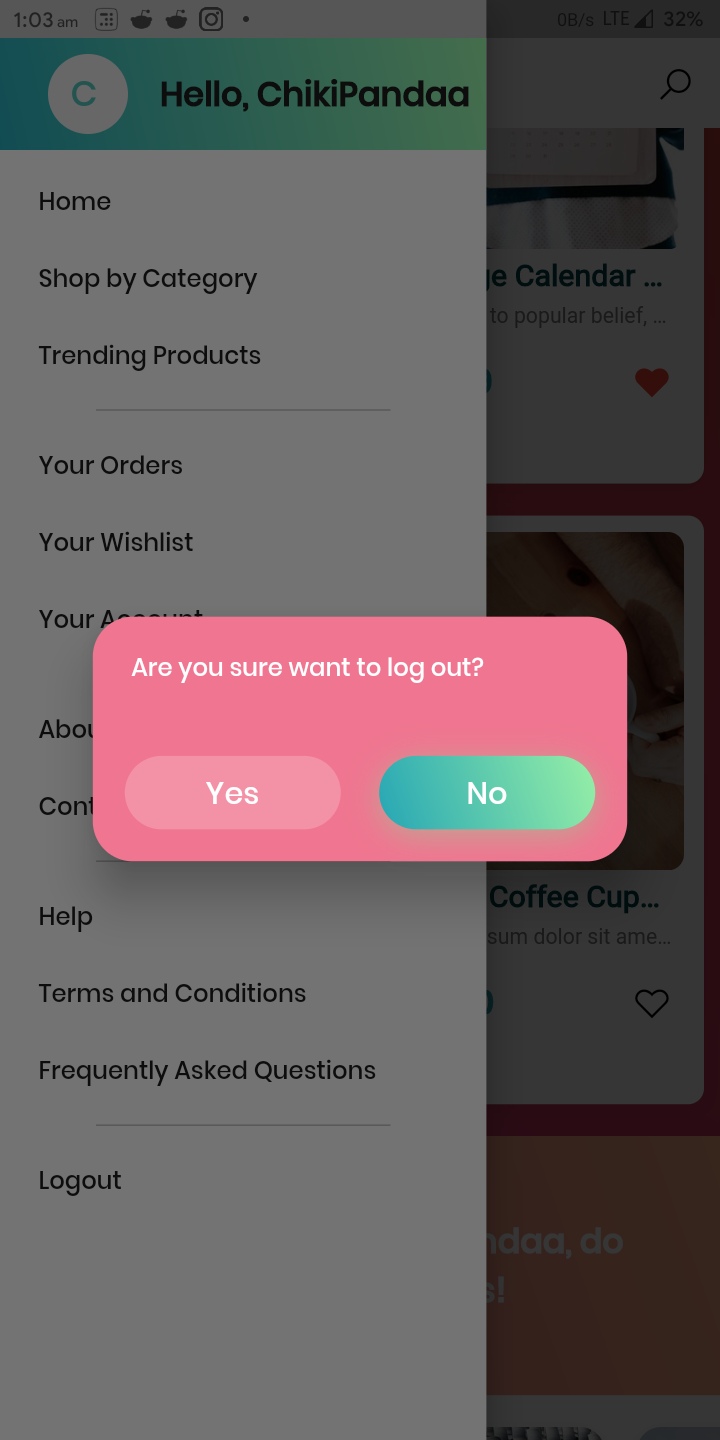 1:03 am
0B/s LTE 32%
C
Hello, ChikiPandaa
Home
Shop by Category
Trending Products
Your Orders
Your Wishlist
Your Account
Abou
Cont
Help
Terms and Conditions
Frequently Asked Questions
Logout
Are you sure want to log out?
Yes
No
ge Calendar ...
to popular belief, ...
Coffee Cup...
sum dolor sit ame...
ndaa, do
s!